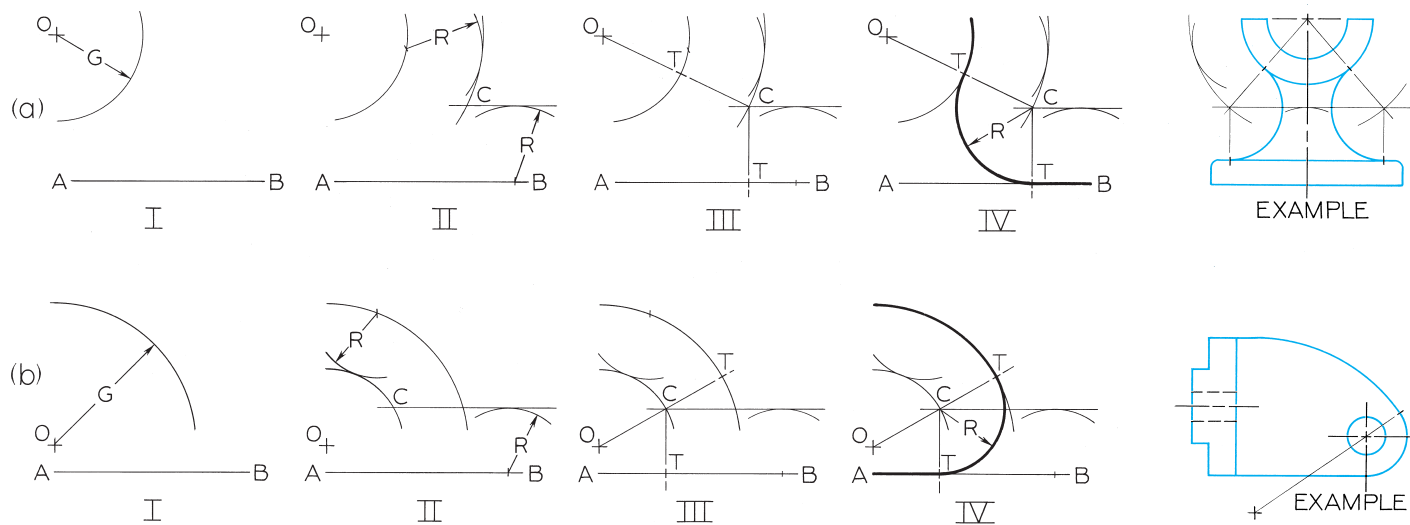 (a)
O G A B I
O R C R A B II
O T C T A B III
O T C R T A B IV
EXAMPLE
(b)
G O A B I
R C O R A B II
T C O T A B III
T C R O T A B IV
EXAMPLE